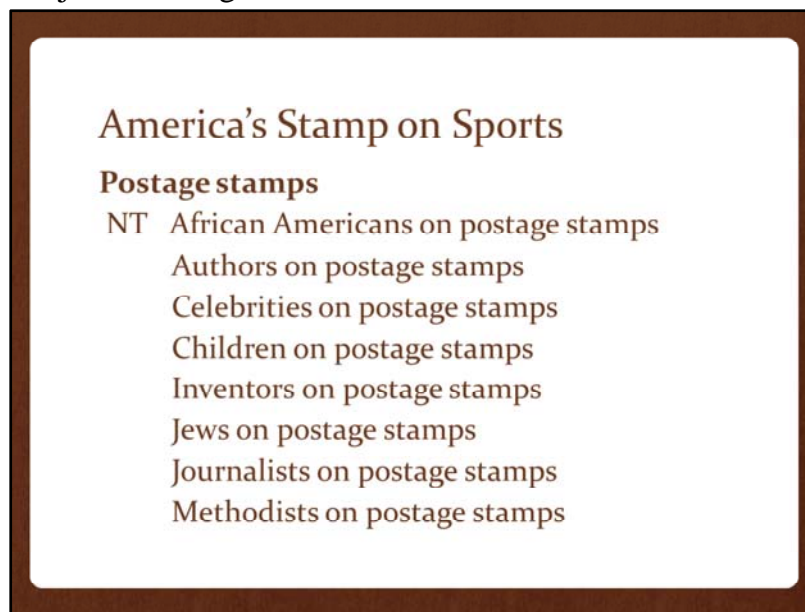 America’s Stamp on Sports
Postage stamps
NT African Americans on postage stamps
Authors on postage stamps
Celebrities on postage stamps
Children on postage stamps
Inventors on postage stamps
Jews on postage stamps
Journalists on postage stamps
Methodists on postage stamps